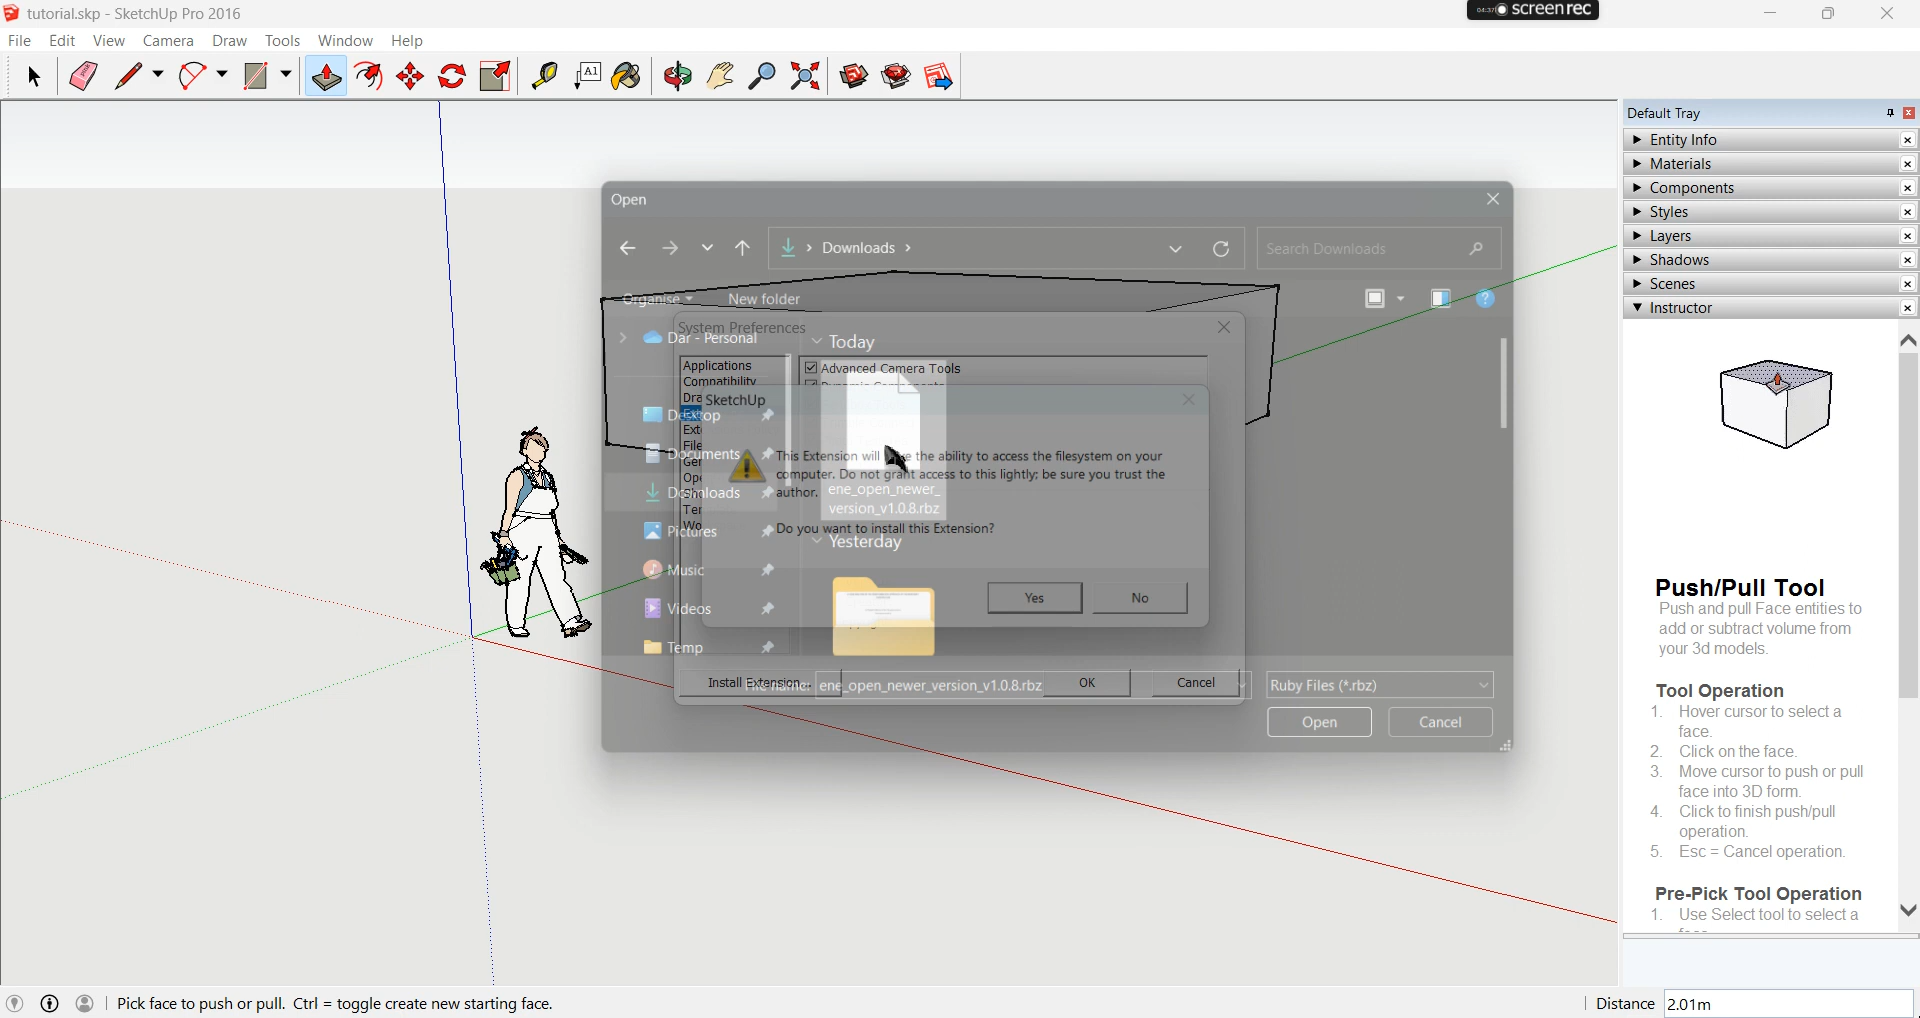 tutorial.skp - SketchUp Pro 2016
04:37 screenrec
File Edit View Camera Draw Tools Window Help
A1
Default Tray
Entity Info
Materials
Components
Styles
Layers
Shadows
Scenes
Instructor
Open
Downloads
Search Downloads
Organise New folder
System Preferences
Dar - Personal
Today
Applications
Advanced Camera Tools
Compatibility
SketchUp
Desktop
Documents
This Extension will the ability to access the filesystem on your
computer. Do not grant access to this lightly; be sure you trust the
author.
Downloads
ene_open_newer_
version_v1.0.8.rbz
Pictures
Do you want to install this Extension?
Yesterday
Music
Videos
Yes No
Temp
Install Extension...
ene_open_newer_version_v1.0.8.rbz
OK Cancel
Ruby Files (*.rbz)
Open Cancel
Push/Pull Tool
Push and pull Face entities to
add or subtract volume from
your 3d models.
Tool Operation
1. Hover cursor to select a
face.
2. Click on the face.
3. Move cursor to push or pull
face into 3D form.
4. Click to finish push/pull
operation.
5. Esc = Cancel operation.
Pre-Pick Tool Operation
1. Use Select tool to select a
Pick face to push or pull. Ctrl = toggle create new starting face.
Distance 2.01m